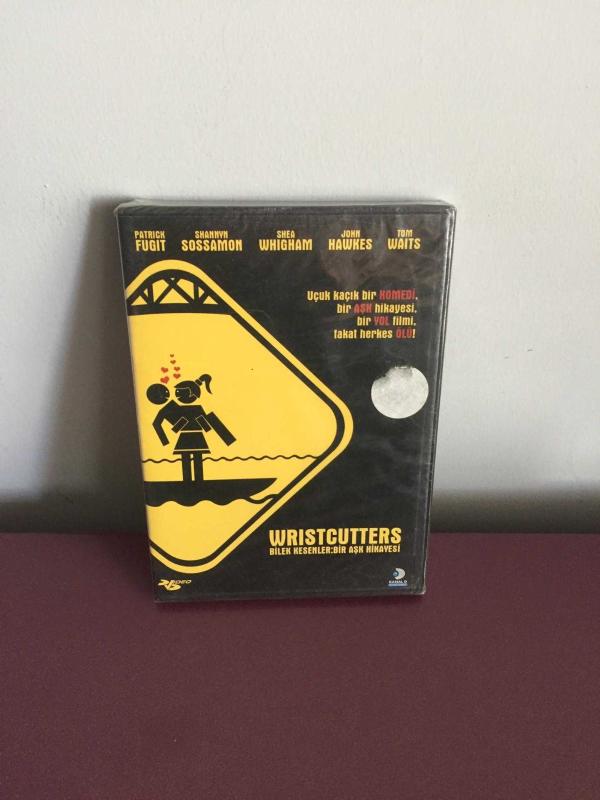 PATRICK FUGIT
SHANNYN SOSSAMON
SHEA WHIGHAM
JOHN HAWKES
TOM WAITS
Uçuk kaçık bir KOMEDİ,
bir AŞK hikayesi,
bir YOL filmi,
fakat herkes ÖLÜ!
WRISTCUTTERS
BİLEK KESENLER:BİR AŞK HİKAYESİ
KANAL D